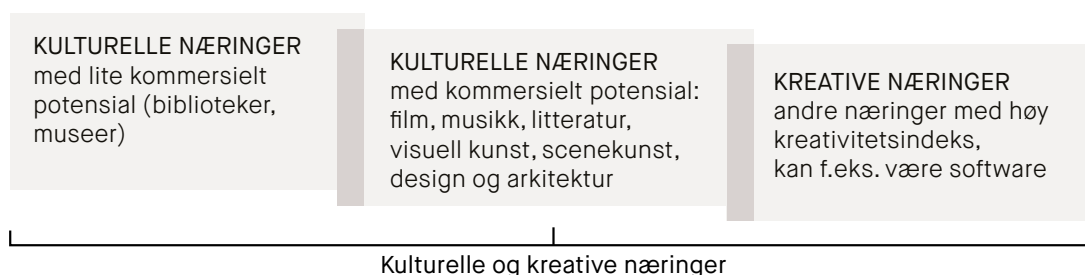 KULTURELLE NÆRINGER
med lite kommersielt
potensial (biblioteker,
museer)
KULTURELLE NÆRINGER
med kommersielt potensial:
film, musikk, litteratur,
visuell kunst, scenekunst,
design og arkitektur
KREATIVE NÆRINGER
andre næringer med høy
kreativitetsindeks,
kan f.eks. være software
Kulturelle og kreative næringer